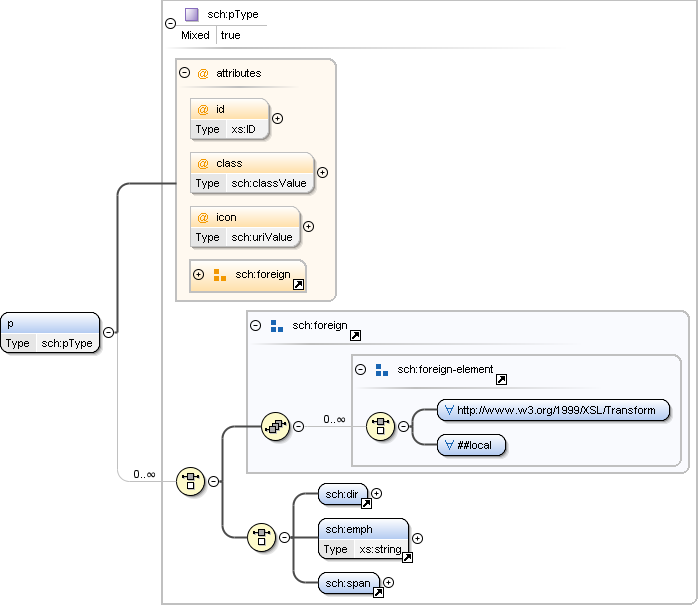 sch:pType
Mixed true
@ attributes
@ id
Type xs:ID
@ class
Type sch:classValue
@ icon
Type sch:uriValue
sch:foreign
p
Type sch:pType
sch:foreign
sch:foreign-element
0..∞
∀ http://www.w3.org/1999/XSL/Transform
∀ ##local
0..∞
sch:dir
sch:emph
Type xs:string
sch:span